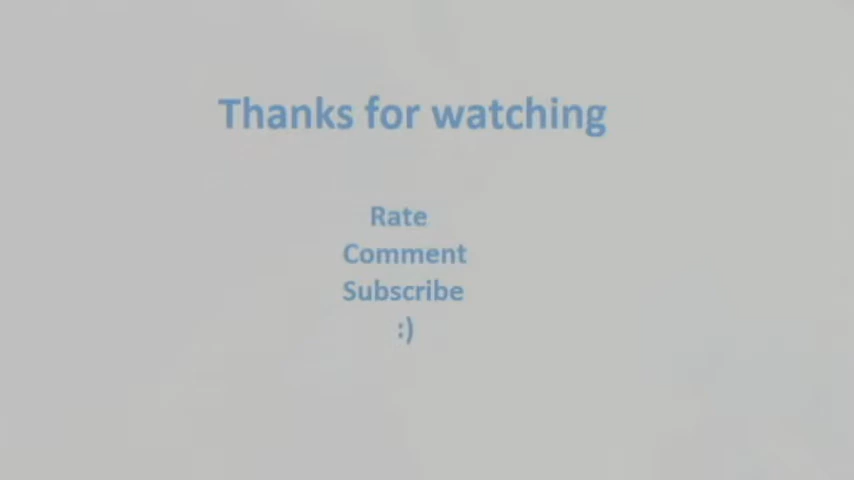 Thanks for watching
Rate
Comment
Subscribe
:)